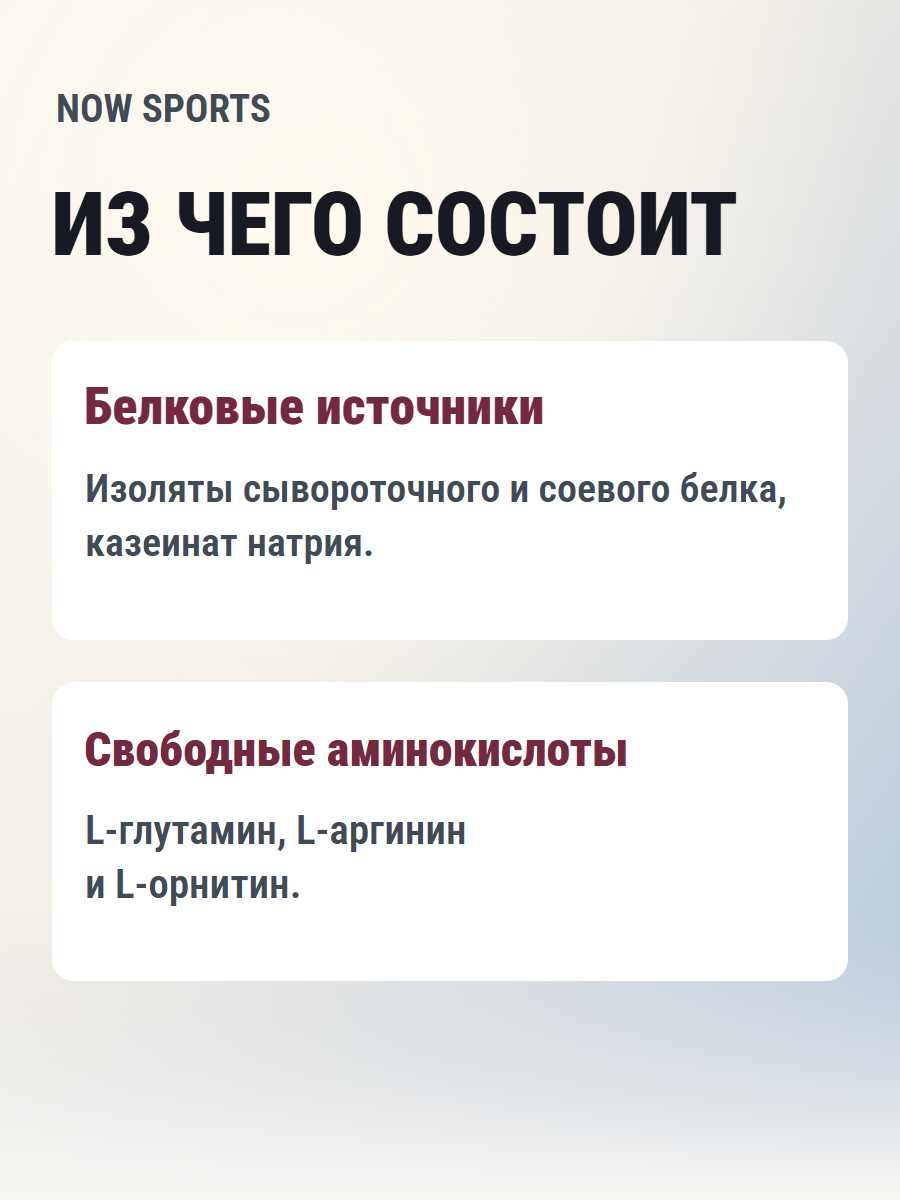 NOW SPORTS
ИЗ ЧЕГО СОСТОИТ
Белковые источники
Изоляты сывороточного и соевого белка,
казеинат натрия.
Свободные аминокислоты
L-глутамин, L-аргинин
и L-орнитин.